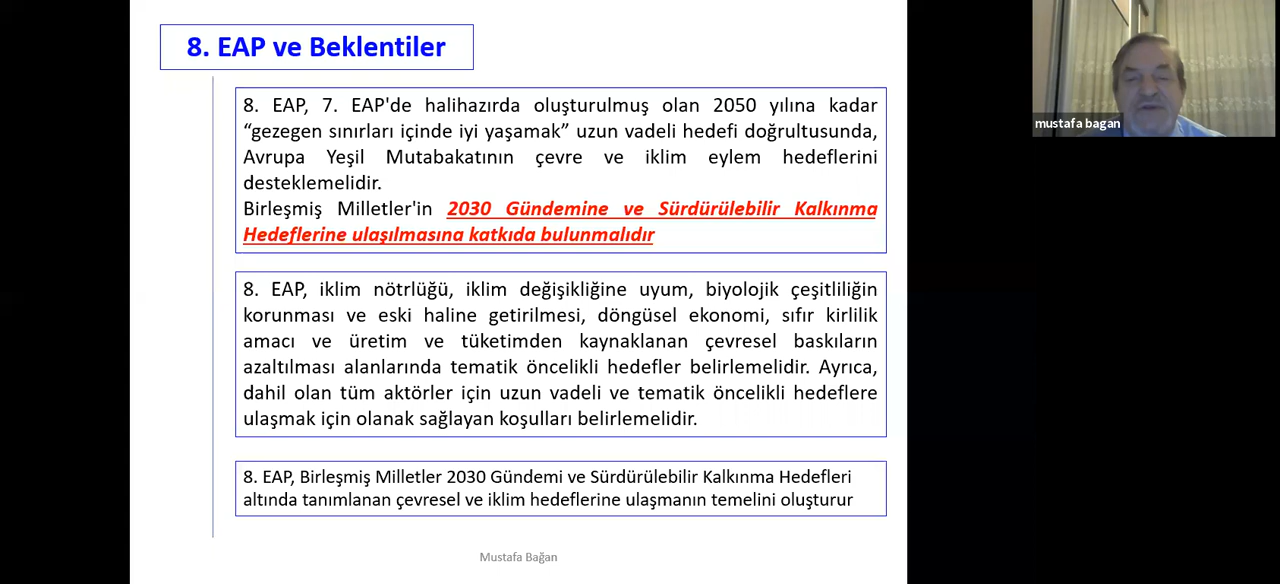 8. EAP ve Beklentiler
8. EAP, 7. EAP'de halihazırda oluşturulmuş olan 2050 yılına kadar
“gezegen sınırları içinde iyi yaşamak” uzun vadeli hedefi doğrultusunda,
Avrupa Yeşil Mutabakatının çevre ve iklim eylem hedeflerini
desteklemelidir.
Birleşmiş Milletler'in 2030 Gündemine ve Sürdürülebilir Kalkınma
Hedeflerine ulaşılmasına katkıda bulunmalıdır
8. EAP, iklim nötrlüğü, iklim değişikliğine uyum, biyolojik çeşitliliğin
korunması ve eski haline getirilmesi, döngüsel ekonomi, sıfır kirlilik
amacı ve üretim ve tüketimden kaynaklanan çevresel baskıların
azaltılması alanlarında tematik öncelikli hedefler belirlemelidir. Ayrıca,
dahil olan tüm aktörler için uzun vadeli ve tematik öncelikli hedeflere
ulaşmak için olanak sağlayan koşulları belirlemelidir.
8. EAP, Birleşmiş Milletler 2030 Gündemi ve Sürdürülebilir Kalkınma Hedefleri
altında tanımlanan çevresel ve iklim hedeflerine ulaşmanın temelini oluşturur
Mustafa Bağan
mustafa bagan